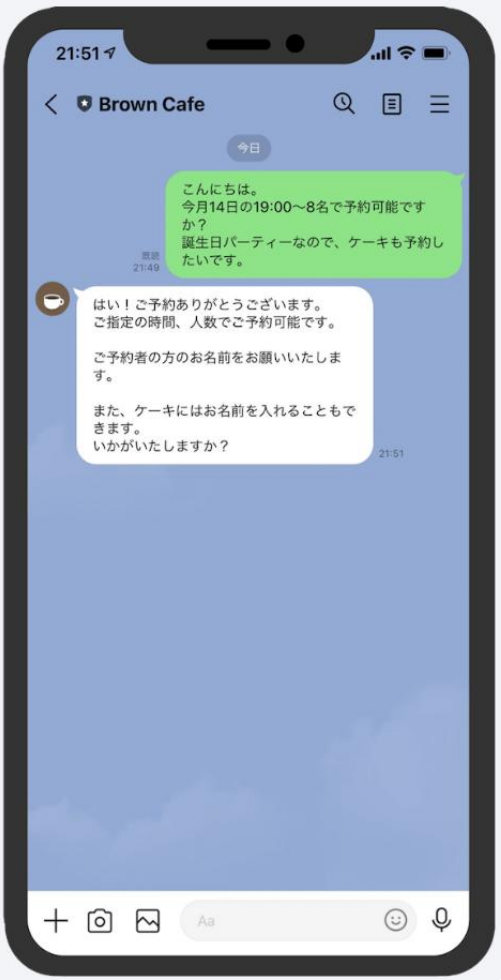 21:51
Brown Cafe
今日
こんにちは。
今月14日の19:00〜8名で予約可能です
か？
誕生日パーティーなので、ケーキも予約し
たいです。
既読
21:49
はい！ご予約ありがとうございます。
ご指定の時間、人数でご予約可能です。
ご予約者の方のお名前をお願いいたしま
す。
また、ケーキにはお名前を入れることもで
きます。
いかがいたしますか？
21:51
Aa